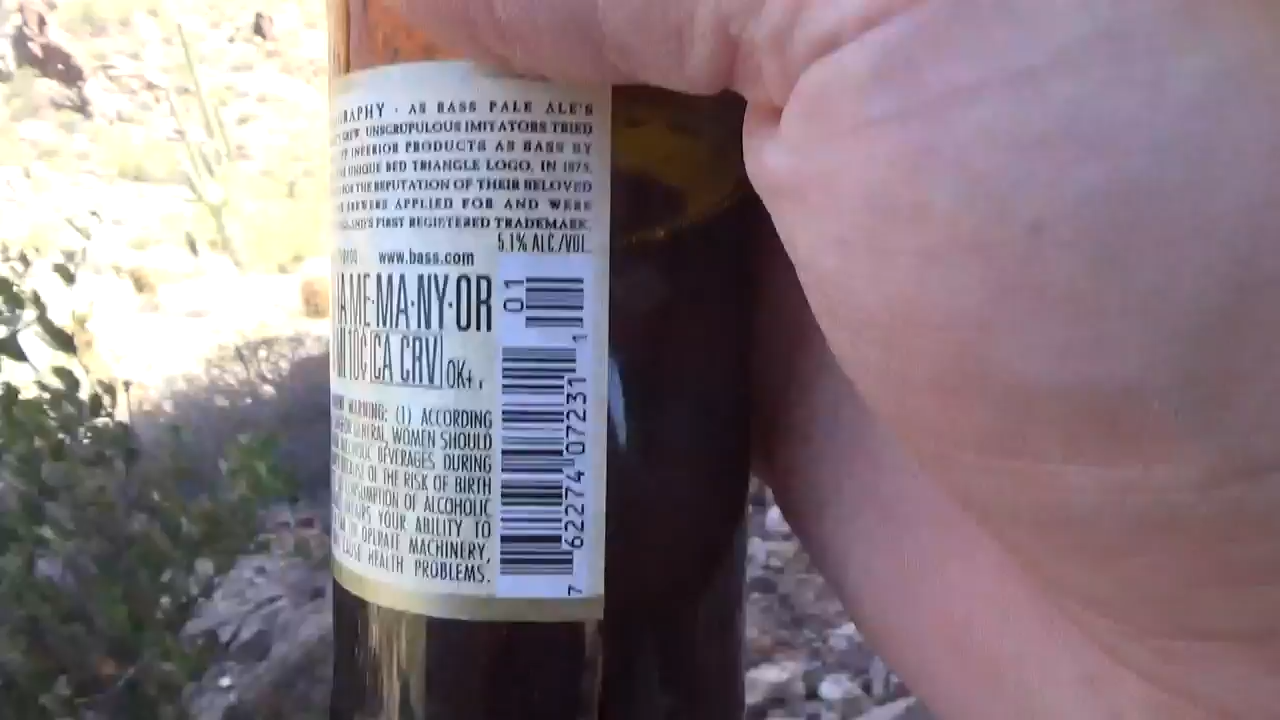 GRAPHY · AS BASS PALE ALE'S
GREW, UNSCRUPULOUS IMITATORS TRIED
INFERIOR PRODUCTS AS BASS BY
UNIQUE RED TRIANGLE LOGO. IN 1875,
FOR THE REPUTATION OF THEIR BELOVED
BREWERS APPLIED FOR AND WERE
FIRST REGISTERED TRADEMARK.
5.1% ALC./VOL.
www.bass.com
IA·ME·MA·NY·OR
MI 10¢ CA CRV OK+
WARNING: (1) ACCORDING
GENERAL, WOMEN SHOULD
ALCOHOLIC BEVERAGES DURING
OF THE RISK OF BIRTH
CONSUMPTION OF ALCOHOLIC
YOUR ABILITY TO
OPERATE MACHINERY,
CAUSE HEALTH PROBLEMS.
01
7 62274 07231 1